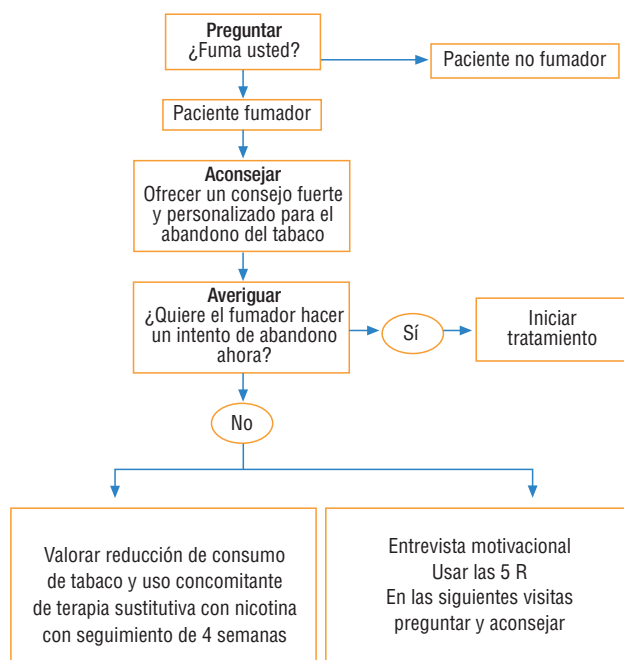 Preguntar
¿Fuma usted?
Paciente no fumador
Paciente fumador
Aconsejar
Ofrecer un consejo fuerte
y personalizado para el
abandono del tabaco
Averiguar
¿Quiere el fumador hacer
un intento de abandono
ahora?
Sí
Iniciar
tratamiento
No
Valorar reducción de consumo
de tabaco y uso concomitante
de terapia sustitutiva con nicotina
con seguimiento de 4 semanas
Entrevista motivacional
Usar las 5 R
En las siguientes visitas
preguntar y aconsejar